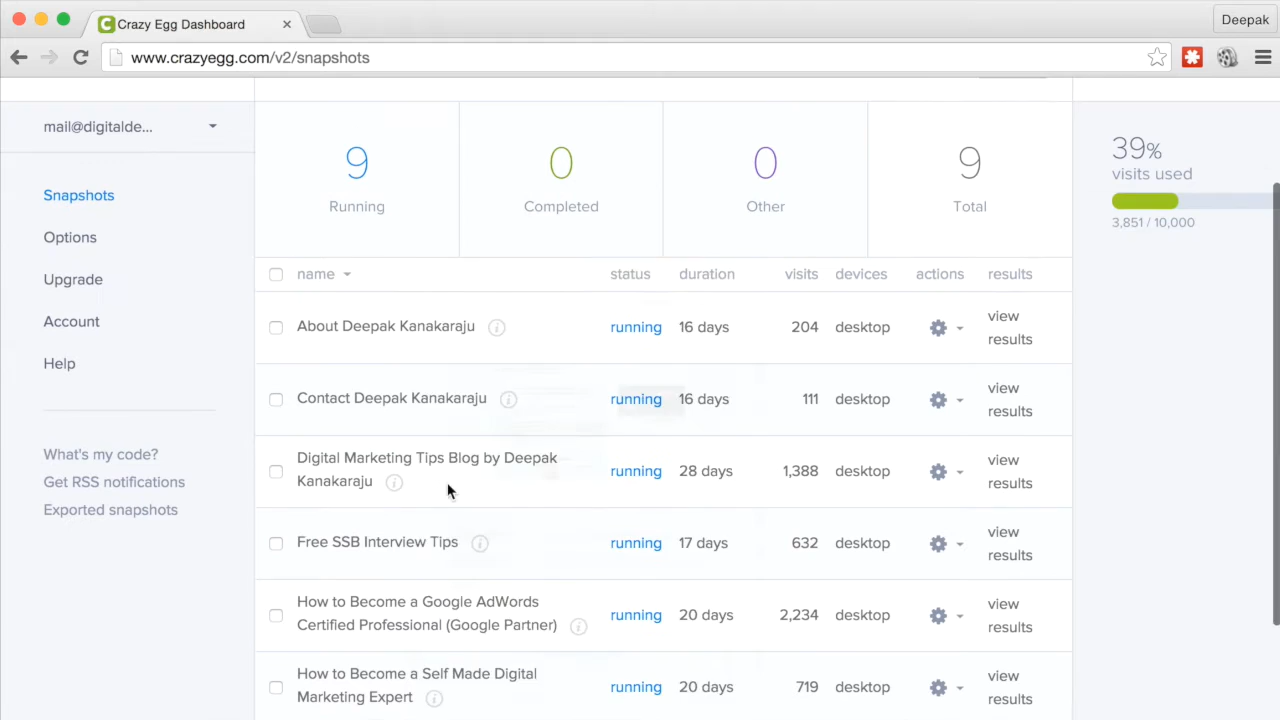 Crazy Egg Dashboard
Deepak
www.crazyegg.com/v2/snapshots
mail@digitalde...
Snapshots
Options
Upgrade
Account
Help
What's my code?
Get RSS notifications
Exported snapshots
9 0 0 9
Running Completed Other Total
39%
visits used
3,851 / 10,000
name status duration visits devices actions results
About Deepak Kanakaraju running 16 days 204 desktop view results
Contact Deepak Kanakaraju running 16 days 111 desktop view results
Digital Marketing Tips Blog by Deepak
Kanakaraju running 28 days 1,388 desktop view results
Free SSB Interview Tips running 17 days 632 desktop view results
How to Become a Google AdWords
Certified Professional (Google Partner) running 20 days 2,234 desktop view results
How to Become a Self Made Digital
Marketing Expert running 20 days 719 desktop view results